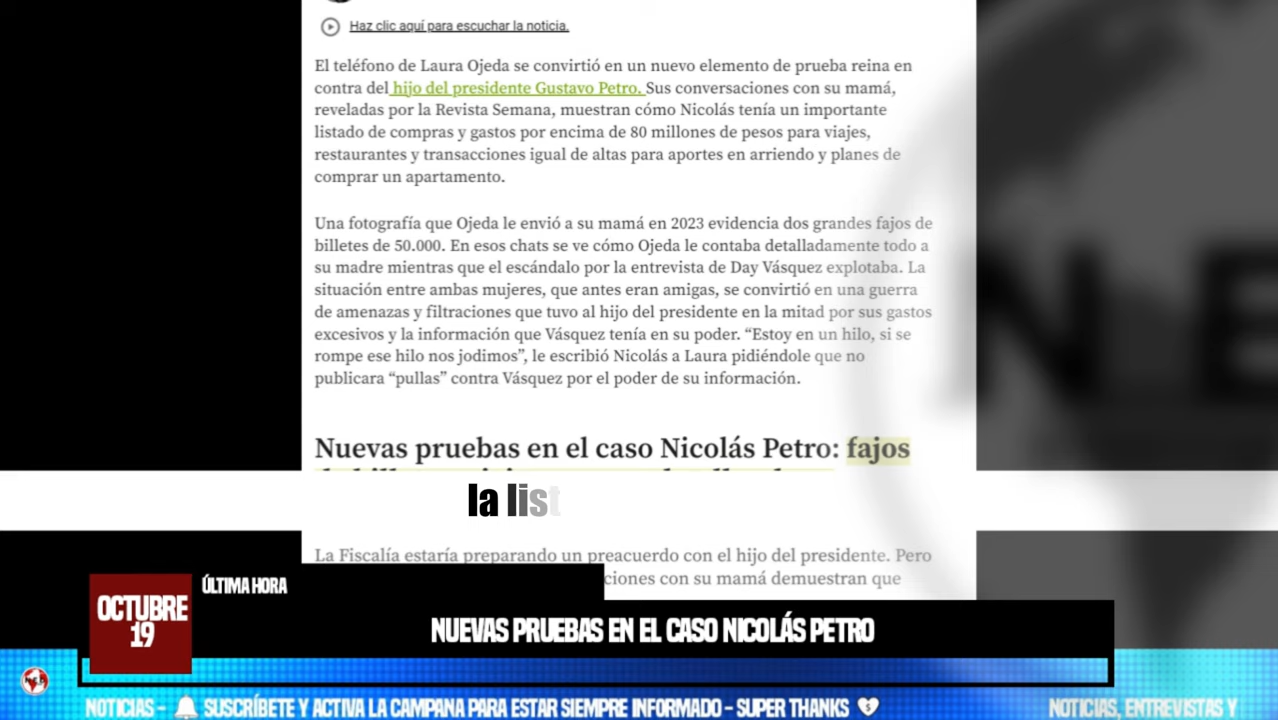 Haz clic aquí para escuchar la noticia.
El teléfono de Laura Ojeda se convirtió en un nuevo elemento de prueba reina en
contra del hijo del presidente Gustavo Petro. Sus conversaciones con su mamá,
reveladas por la Revista Semana, muestran cómo Nicolás tenía un importante
listado de compras y gastos por encima de 80 millones de pesos para viajes,
restaurantes y transacciones igual de altas para aportes en arriendo y planes de
comprar un apartamento.
Una fotografía que Ojeda le envió a su mamá en 2023 evidencia dos grandes fajos de
billetes de 50.000. En esos chats se ve cómo Ojeda le contaba detalladamente todo a
su madre mientras que el escándalo por la entrevista de Day Vásquez explotaba. La
situación entre ambas mujeres, que antes eran amigas, se convirtió en una guerra
de amenazas y filtraciones que tuvo al hijo del presidente en la mitad por sus gastos
excesivos y la información que Vásquez tenía en su poder. “Estoy en un hilo, si se
rompe ese hilo nos jodimos”, le escribió Nicolás a Laura pidiéndole que no
publicara “pullas” contra Vásquez por el poder de su información.
Nuevas pruebas en el caso Nicolás Petro: fajos
la list
La Fiscalía estaría preparando un preacuerdo con el hijo del presidente. Pero
ciones con su mamá demuestran que
ÚLTIMA HORA
OCTUBRE
19
NUEVAS PRUEBAS EN EL CASO NICOLÁS PETRO
NOTICIAS - SUSCRÍBETE Y ACTIVA LA CAMPANA PARA ESTAR SIEMPRE INFORMADO - SUPER THANKS NOTICIAS, ENTREVISTAS Y